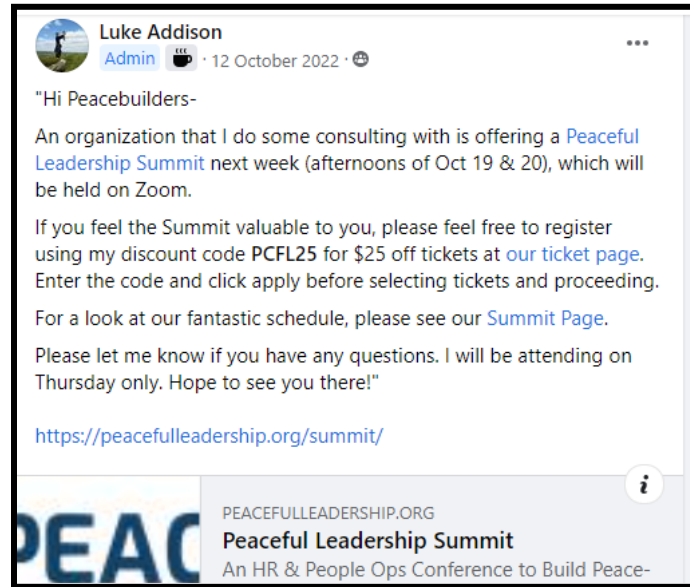 Luke Addison
Admin · 12 October 2022 ·
"Hi Peacebuilders-
An organization that I do some consulting with is offering a Peaceful
Leadership Summit next week (afternoons of Oct 19 & 20), which will
be held on Zoom.
If you feel the Summit valuable to you, please feel free to register
using my discount code PCFL25 for $25 off tickets at our ticket page.
Enter the code and click apply before selecting tickets and proceeding.
For a look at our fantastic schedule, please see our Summit Page.
Please let me know if you have any questions. I will be attending on
Thursday only. Hope to see you there!"
https://peacefulleadership.org/summit/
PEAC
PEACEFULLEADERSHIP.ORG
Peaceful Leadership Summit
An HR & People Ops Conference to Build Peace-